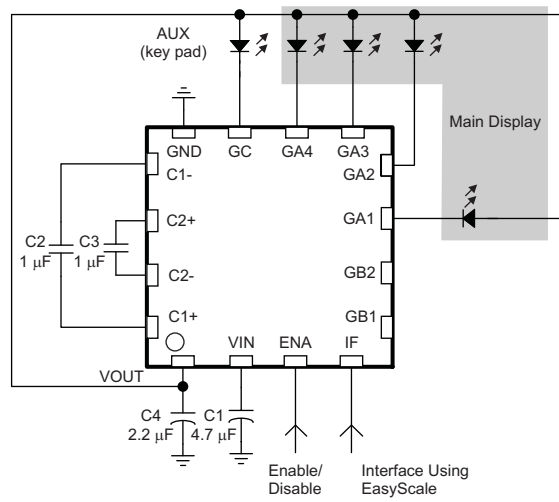 AUX
(key pad)
Main Display
GND
GC
GA4
GA3
C1-
GA2
C2+
GA1
C2
1 μF
C3
1 μF
C2-
GB2
C1+
GB1
VIN
ENA
IF
VOUT
C4
2.2 μF
C1
4.7 μF
Enable/
Disable
Interface Using
EasyScale